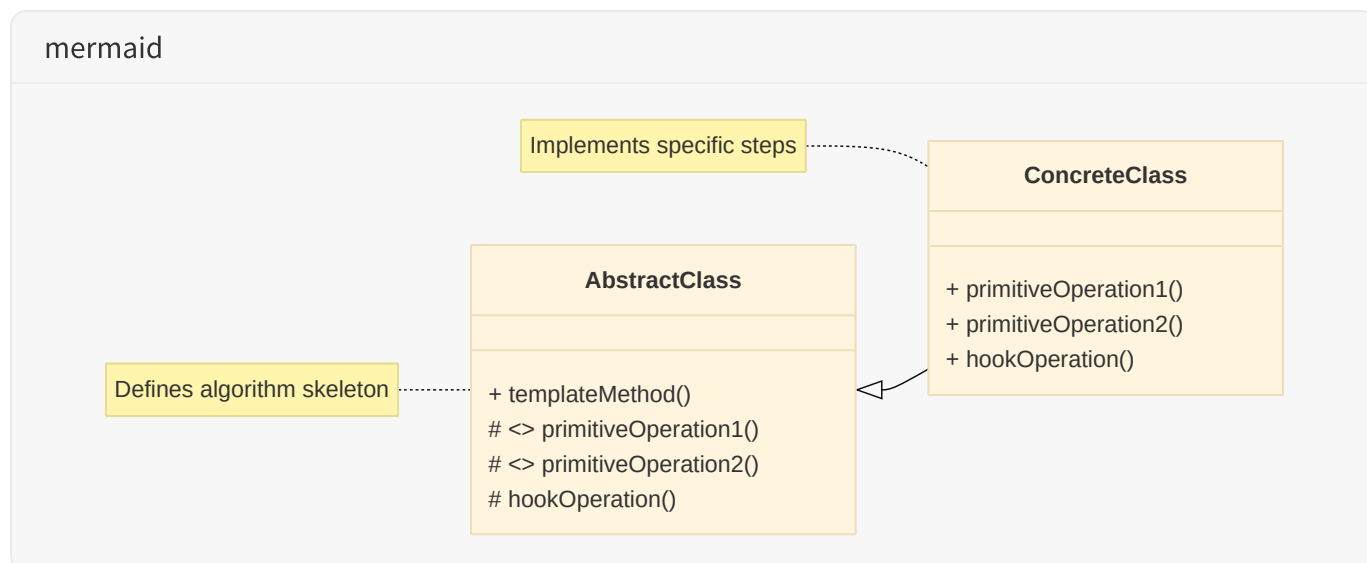 mermaid
Implements specific steps
ConcreteClass
+ primitiveOperation1()
+ primitiveOperation2()
+ hookOperation()
AbstractClass
Defines algorithm skeleton
+ templateMethod()
# <> primitiveOperation1()
# <> primitiveOperation2()
# hookOperation()